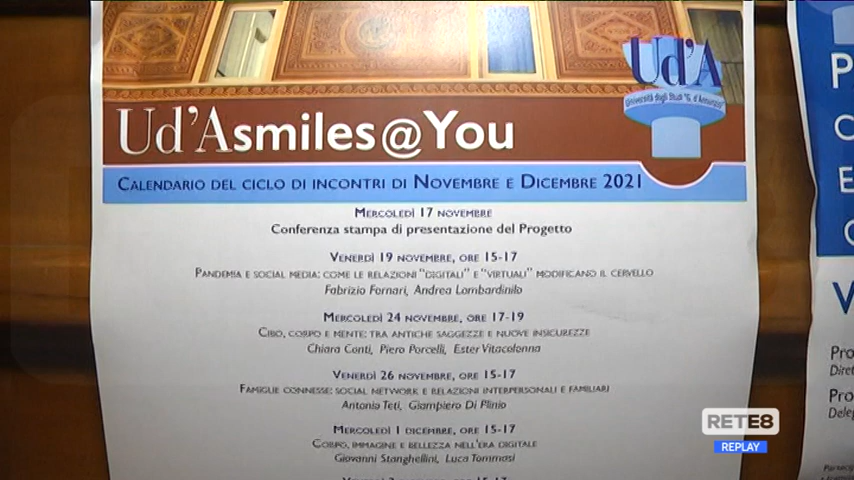 Ud'A
Università degli Studi "G. d'Annunzio"
Ud'Asmiles@You
CALENDARIO DEL CICLO DI INCONTRI DI NOVEMBRE E DICEMBRE 2021
MERCOLEDÌ 17 NOVEMBRE
Conferenza stampa di presentazione del Progetto
VENERDÌ 19 NOVEMBRE, ORE 15-17
PANDEMIA E SOCIAL MEDIA: COME LE RELAZIONI "DIGITALI" E "VIRTUALI" MODIFICANO IL CERVELLO
Fabrizio Fornari, Andrea Lombardinilo
MERCOLEDÌ 24 NOVEMBRE, ORE 17-19
CIBO, CORPO E MENTE: TRA ANTICHE SAGGEZZE E NUOVE INSICUREZZE
Chiara Conti, Piero Porcelli, Ester Vitacolonna
VENERDÌ 26 NOVEMBRE, ORE 15-17
FAMIGLIE CONNESSE: SOCIAL NETWORK E RELAZIONI INTERPERSONALI E FAMILIARI
Antonio Teti, Giampiero Di Plinio
MERCOLEDÌ 1 DICEMBRE, ORE 15-17
CORPO, IMMAGINE E BELLEZZA NELL'ERA DIGITALE
Giovanni Stanghellini, Luca Tommasi
P
E
V
Pro
Diret
Pro
Deleg
RETE8
REPLAY